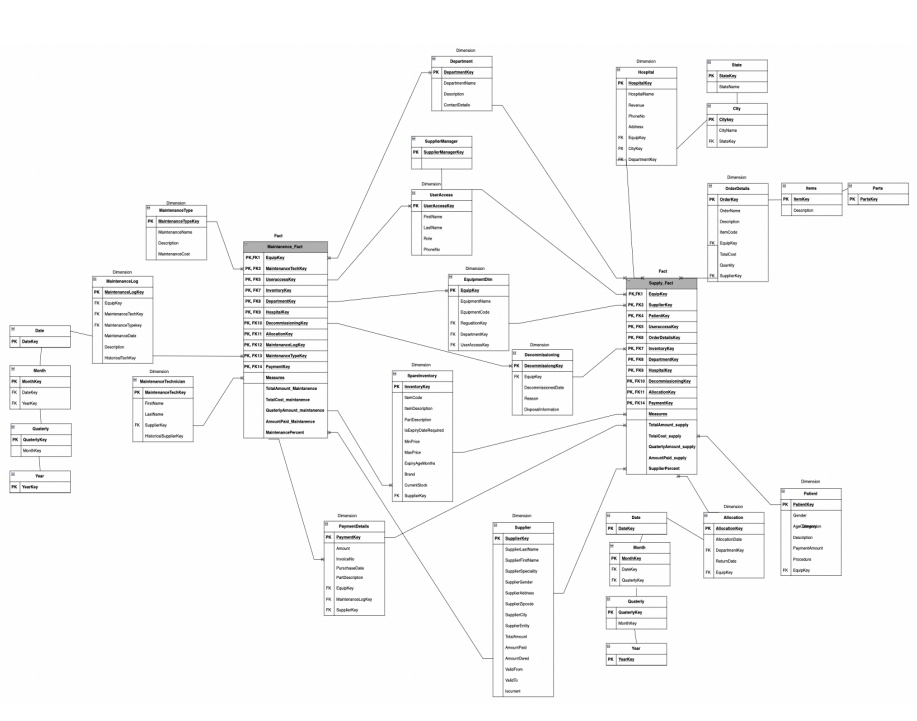 Dimension
Department
PK DepartmentKey
DepartmentName
Description
ContactDetails
Dimension
Hospital
PK HospitalKey
HospitalName
Revenue
PhoneNo
Address
FK EquipKey
FK CityKey
FK DepartmentKey
State
PK StateKey
StateName
City
PK Citykey
CityName
FK StateKey
SupplierManager
PK SupplierManagerKey
Dimension
UserAccess
PK UserAccessKey
FirstName
LastName
Role
PhoneNo
Dimension
OrderDetails
PK OrderKey
OrderName
Description
ItemCode
FK EquipKey
TotalCost
Quantity
FK SupplierKey
Items
PK ItemKey
Description
Parts
PK PartsKey
Dimension
MaintenanceType
PK MaintenanceTypeKey
MaintenanceName
Description
MaintenanceCost
Dimension
MaintenanceLog
PK MaintenanceLogKey
FK EquipKey
FK MaintenanceTechKey
FK MaintenanceTypekey
MaintenanceDate
Description
HistoricalTechKey
Fact
Maintenence_Fact
PK,FK1 EquipKey
PK, FK3 MaintenanceTechKey
PK, FK5 UseraccessKey
PK, FK7 InventoryKey
PK, FK8 DepartmentKey
PK, FK9 HospitalKey
PK, FK10 DecommissioningKey
PK, FK11 AllocationKey
PK, FK12 MaintenanceLogKey
PK, FK13 MaintenanceTypeKey
PK, FK14 PaymentKey
Measures
TotalAmount_Maintanence
TotalCost_maintenance
QuaterlyAmount_maintanence
AmountPaid_Maintanence
MaintenancePercent
Dimension
EquipmentDim
PK EquipKey
EquipmentName
EquipmentCode
FK RegualtionKey
FK DepartmentKey
FK UserAccessKey
Fact
Supply_Fact
PK,FK1 EquipKey
PK, FK2 SupplierKey
PK, FK4 PatientKey
PK, FK5 UseraccessKey
PK, FK6 OrderDetailsKey
PK, FK7 InventoryKey
PK, FK8 DepartmentKey
PK, FK9 HospitalKey
PK, FK10 DecommissioningKey
PK, FK11 AllocationKey
PK, FK14 PaymentKey
Measures
TotalAmount_supply
TotalCost_supply
QuaterlyAmount_supply
AmountPaid_supply
SupplierPercent
Date
PK DateKey
Month
PK MonthKey
FK DateKey
FK YearKey
Quaterly
PK QuaterlyKey
MonthKey
Year
PK YearKey
Dimension
MaintenanceTechnician
PK MaintenanceTechKey
FirstName
LastName
FK SupplierKey
HistoricalSupplierKey
Dimension
Decommissioning
PK DecommissioongKey
FK EquipKey
DecommissionedDate
Reason
DisposalInformation
Dimension
SpareInventory
PK InventoryKey
ItemCode
ItemDescription
PartDescription
IsExpiryDateRequired
MinPrice
MaxPrice
ExpiryAgeMonths
Brand
CurrentStock
FK SupplierKey
Dimension
PaymentDetails
PK PaymentKey
Amount
InvoiceNo
PurschaseDate
PartDescription
FK EquipKey
FK MaintenanceLogKey
FK SupplierKey
Dimension
Supplier
PK SupplierKey
SupplierLastName
SupplierFirstName
SupplierSpeciality
SupplierGender
SupplierAddress
SupplierZipcode
SupplierCity
SupplierEntity
TotalAmount
AmountPaid
AmountOwed
ValidFrom
ValidTo
Iscurrent
Date
PK DateKey
Month
PK MonthKey
FK DateKey
FK QuaterlyKey
Quaterly
PK QuaterlyKey
MonthKey
Year
PK YearKey
Dimension
Allocation
PK AllocationKey
AllocationDate
FK DepartmentKey
ReturnDate
FK EquipKey
Dimension
Patient
PK PatientKey
Gender
Description
PaymentAmount
Procedure
FK EquipKey